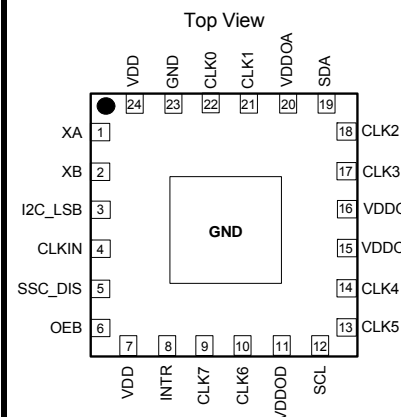 Top View
VDD
GND
CLK0
CLK1
VDDOA
SDA
24
23
22
21
20
19
XA 1
XB 2
I2C_LSB 3
CLKIN 4
SSC_DIS 5
OEB 6
GND
18 CLK2
17 CLK3
16
15
14 CLK4
13 CLK5
7
8
9
10
11
12
VDD
INTR
CLK7
CLK6
VDDOD
SCL